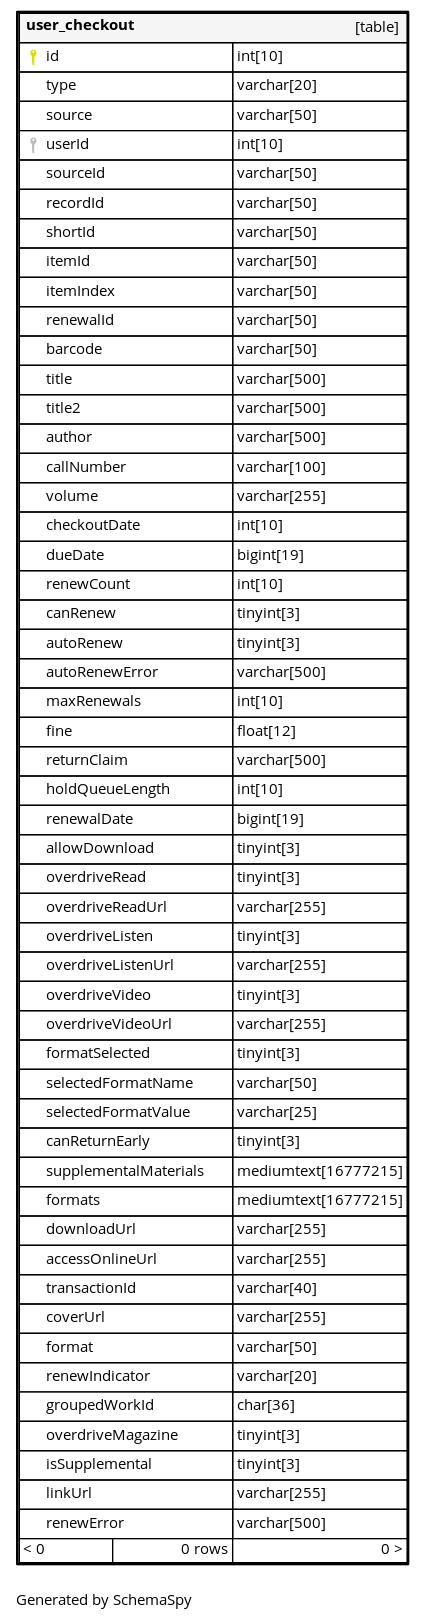 user_checkout [table]
id int[10]
type varchar[20]
source varchar[50]
userId int[10]
sourceId varchar[50]
recordId varchar[50]
shortId varchar[50]
itemId varchar[50]
itemIndex varchar[50]
renewalId varchar[50]
barcode varchar[50]
title varchar[500]
title2 varchar[500]
author varchar[500]
callNumber varchar[100]
volume varchar[255]
checkoutDate int[10]
dueDate bigint[19]
renewCount int[10]
canRenew tinyint[3]
autoRenew tinyint[3]
autoRenewError varchar[500]
maxRenewals int[10]
fine float[12]
returnClaim varchar[500]
holdQueueLength int[10]
renewalDate bigint[19]
allowDownload tinyint[3]
overdriveRead tinyint[3]
overdriveReadUrl varchar[255]
overdriveListen tinyint[3]
overdriveListenUrl varchar[255]
overdriveVideo tinyint[3]
overdriveVideoUrl varchar[255]
formatSelected tinyint[3]
selectedFormatName varchar[50]
selectedFormatValue varchar[25]
canReturnEarly tinyint[3]
supplementalMaterials mediumtext[16777215]
formats mediumtext[16777215]
downloadUrl varchar[255]
accessOnlineUrl varchar[255]
transactionId varchar[40]
coverUrl varchar[255]
format varchar[50]
renewIndicator varchar[20]
groupedWorkId char[36]
overdriveMagazine tinyint[3]
isSupplemental tinyint[3]
linkUrl varchar[255]
renewError varchar[500]
< 0 0 rows 0 >
Generated by SchemaSpy